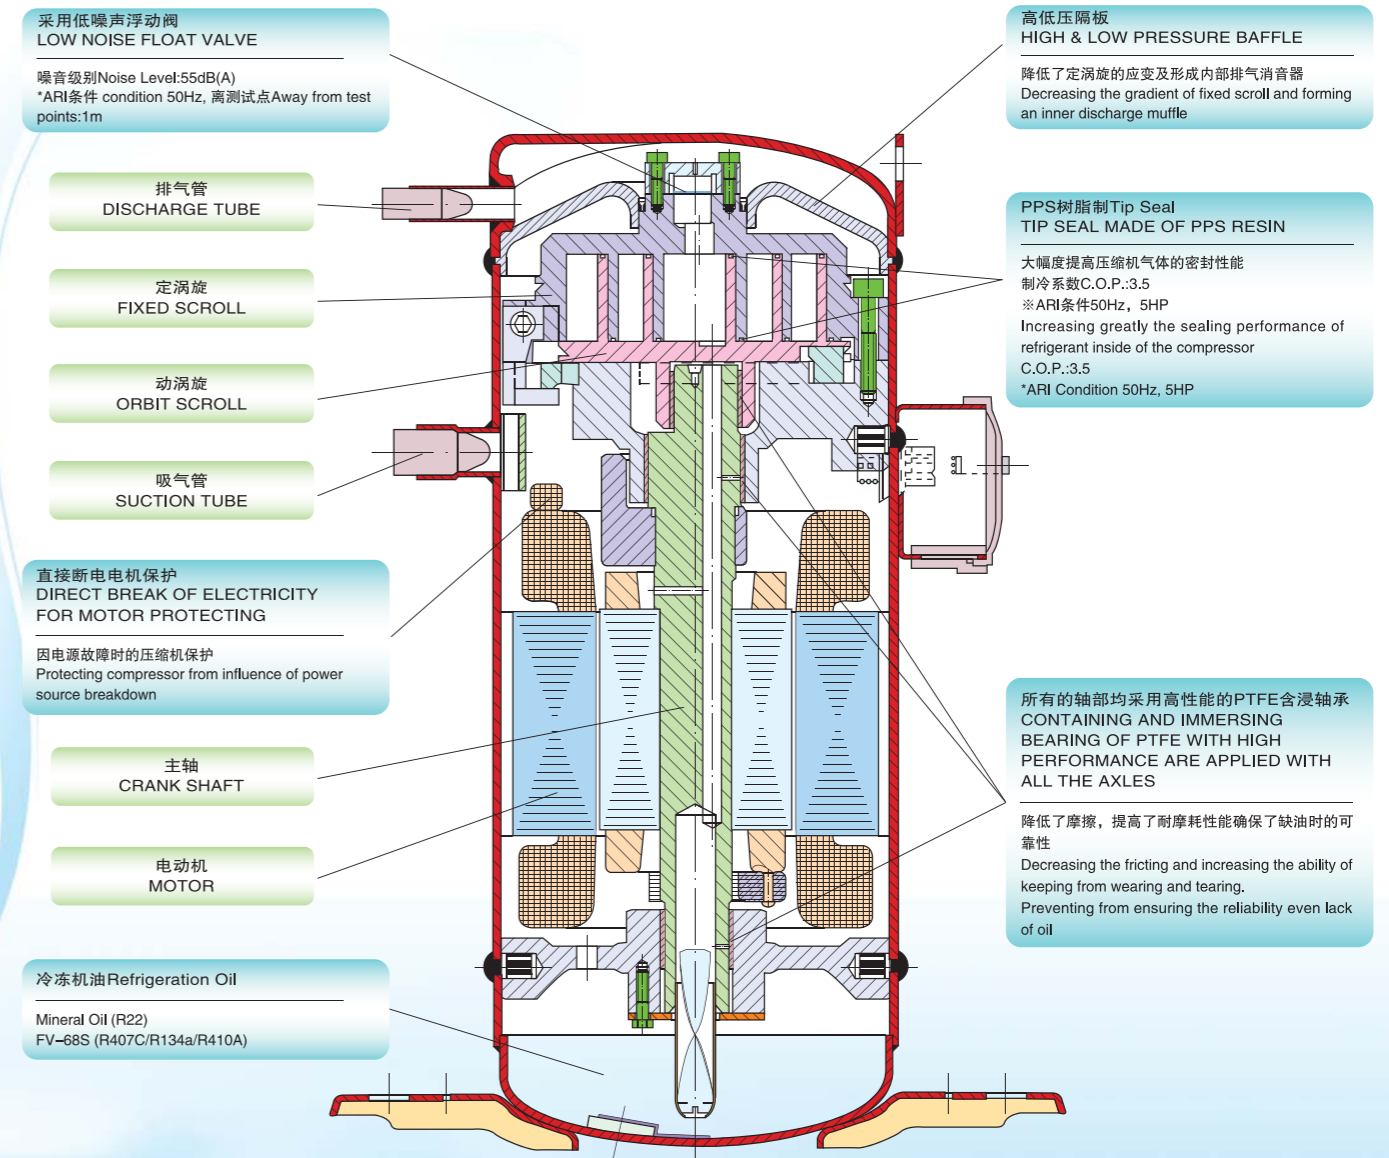 采用低噪声浮动阀
LOW NOISE FLOAT VALVE
噪音级别Noise Level:55dB(A)
*ARI条件 condition 50Hz, 离测试点Away from test
points:1m
排气管
DISCHARGE TUBE
定涡旋
FIXED SCROLL
动涡旋
ORBIT SCROLL
吸气管
SUCTION TUBE
直接断电电机保护
DIRECT BREAK OF ELECTRICITY
FOR MOTOR PROTECTING
因电源故障时的压缩机保护
Protecting compressor from influence of power
source breakdown
主轴
CRANK SHAFT
电动机
MOTOR
冷冻机油Refrigeration Oil
Mineral Oil (R22)
FV–68S (R407C/R134a/R410A)
高低压隔板
HIGH & LOW PRESSURE BAFFLE
降低了定涡旋的应变及形成内部排气消音器
Decreasing the gradient of fixed scroll and forming
an inner discharge muffle
PPS树脂制Tip Seal
TIP SEAL MADE OF PPS RESIN
大幅度提高压缩机气体的密封性能
制冷系数C.O.P.:3.5
※ARI条件50Hz，5HP
Increasing greatly the sealing performance of
refrigerant inside of the compressor
C.O.P.:3.5
*ARI Condition 50Hz, 5HP
所有的轴部均采用高性能的PTFE含浸轴承
CONTAINING AND IMMERSING
BEARING OF PTFE WITH HIGH
PERFORMANCE ARE APPLIED WITH
ALL THE AXLES
降低了摩擦，提高了耐摩耗性能确保了缺油时的可
靠性
Decreasing the fricting and increasing the ability of
keeping from wearing and tearing.
Preventing from ensuring the reliability even lack
of oil